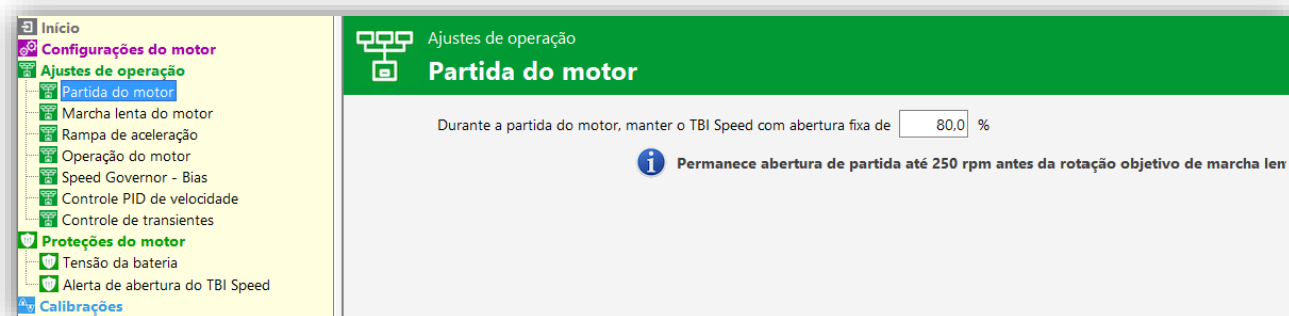 Início
Configurações do motor
Ajustes de operação
Partida do motor
Marcha lenta do motor
Rampa de aceleração
Operação do motor
Speed Governor - Bias
Controle PID de velocidade
Controle de transientes
Proteções do motor
Tensão da bateria
Alerta de abertura do TBI Speed
Calibrações
Ajustes de operação
Partida do motor
Durante a partida do motor, manter o TBI Speed com abertura fixa de 80,0 %
Permanece abertura de partida até 250 rpm antes da rotação objetivo de marcha